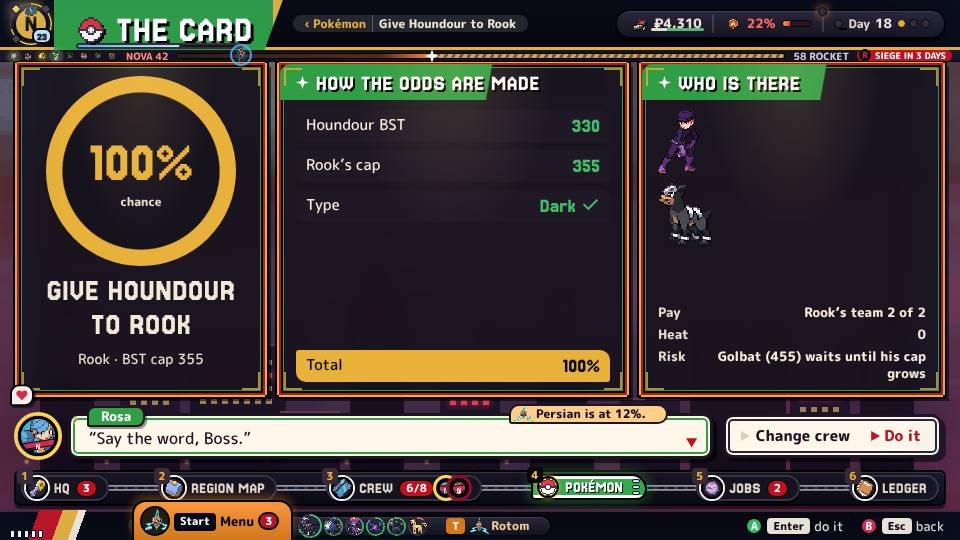 N
23
THE CARD
‹ Pokémon
Give Houndour to Rook
₽4,310
22%
Day 18
NOVA 42
58 ROCKET
R
SIEGE IN 3 DAYS
100%
chance
GIVE HOUNDOUR
TO ROOK
Rook · BST cap 355
HOW THE ODDS ARE MADE
Houndour BST
330
Rook’s cap
355
Type
Dark ✓
Total
100%
WHO IS THERE
Pay
Rook’s team 2 of 2
Heat
0
Risk
Golbat (455) waits until his cap
grows
Rosa
Persian is at 12%.
“Say the word, Boss.”
Change crew
Do it
1
HQ
3
2
REGION MAP
3
CREW
6/8
4
POKÉMON
5
JOBS
2
6
LEDGER
Start
Menu
3
T
Rotom
A
Enter
do it
B
Esc
back